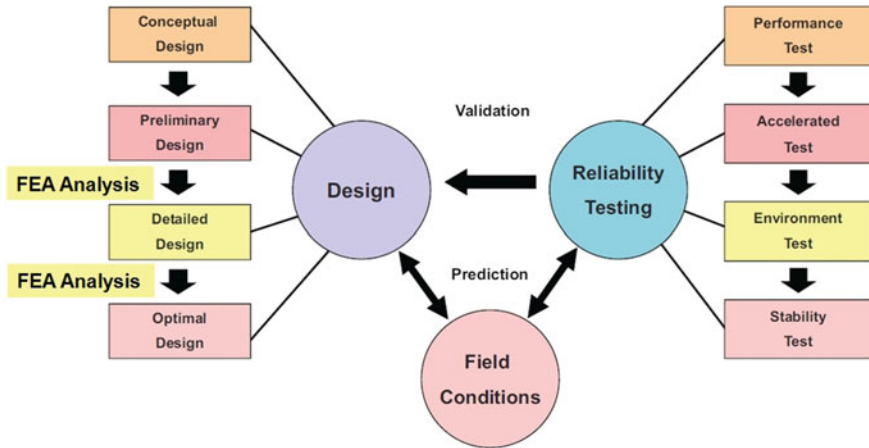 Conceptual
Design
Preliminary
Design
FEA Analysis
Detailed
Design
FEA Analysis
Optimal
Design
Design
Validation
Prediction
Field
Conditions
Reliability
Testing
Performance
Test
Accelerated
Test
Environment
Test
Stability
Test